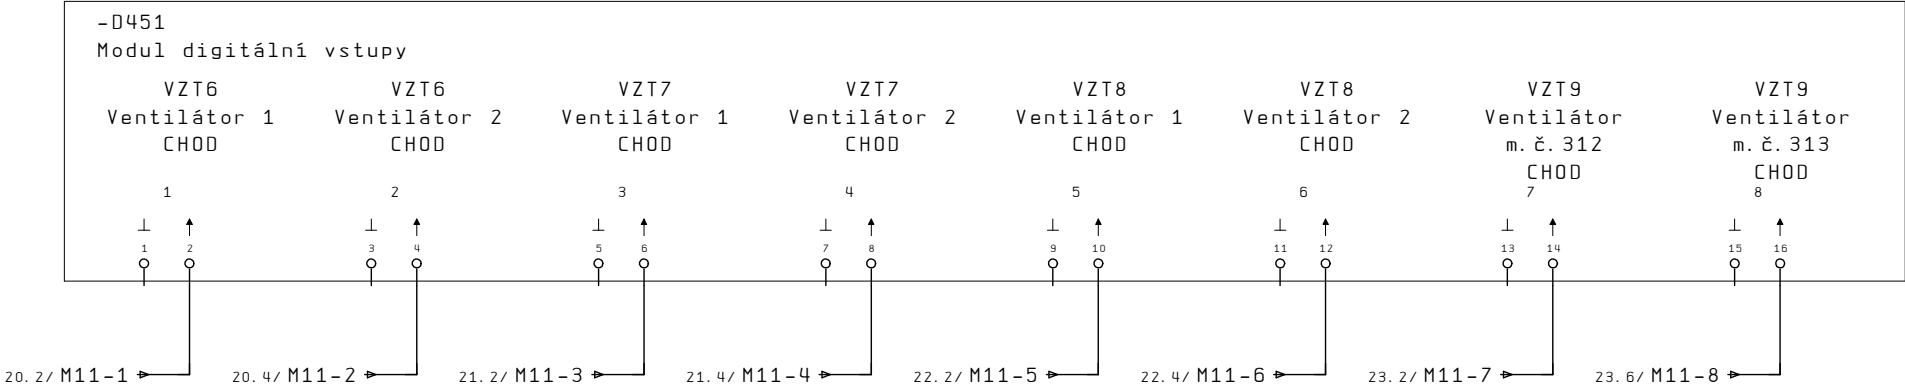 -D451
Modul digitální vstupy
VZT6 VZT6 VZT7 VZT7 VZT8 VZT8 VZT9 VZT9
Ventilátor 1 Ventilátor 2 Ventilátor 1 Ventilátor 2 Ventilátor 1 Ventilátor 2 Ventilátor Ventilátor
CHOD CHOD CHOD CHOD CHOD CHOD m.č.312 m.č.313
CHOD CHOD
1 2 3 4 5 6 7 8
1 2 3 4 5 6 7 8 9 10 11 12 13 14 15 16
20.2/M11-1 20.4/M11-2 21.2/M11-3 21.4/M11-4 22.2/M11-5 22.4/M11-6 23.2/M11-7 23.6/M11-8